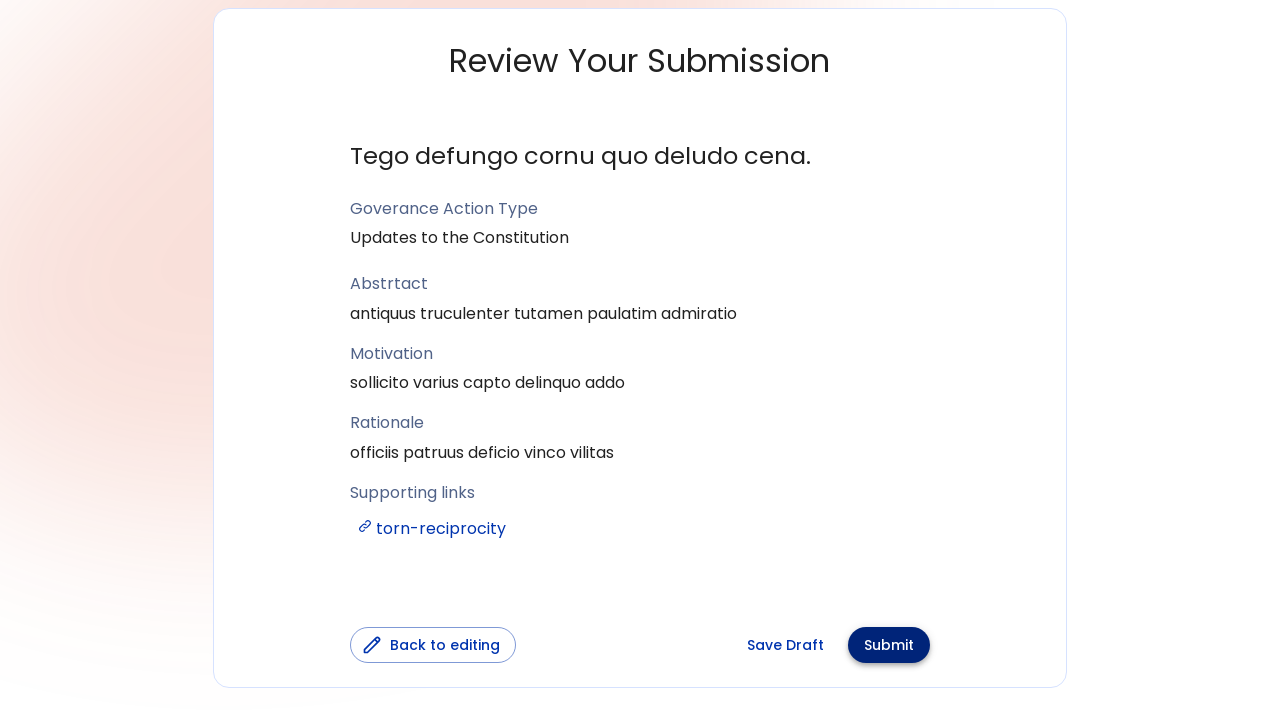 Review Your Submission
Tego defungo cornu quo deludo cena.
Goverance Action Type
Updates to the Constitution
Abstrtact
antiquus truculenter tutamen paulatim admiratio
Motivation
sollicito varius capto delinquo addo
Rationale
officiis patruus deficio vinco vilitas
Supporting links
torn-reciprocity
Back to editing
Save Draft
Submit